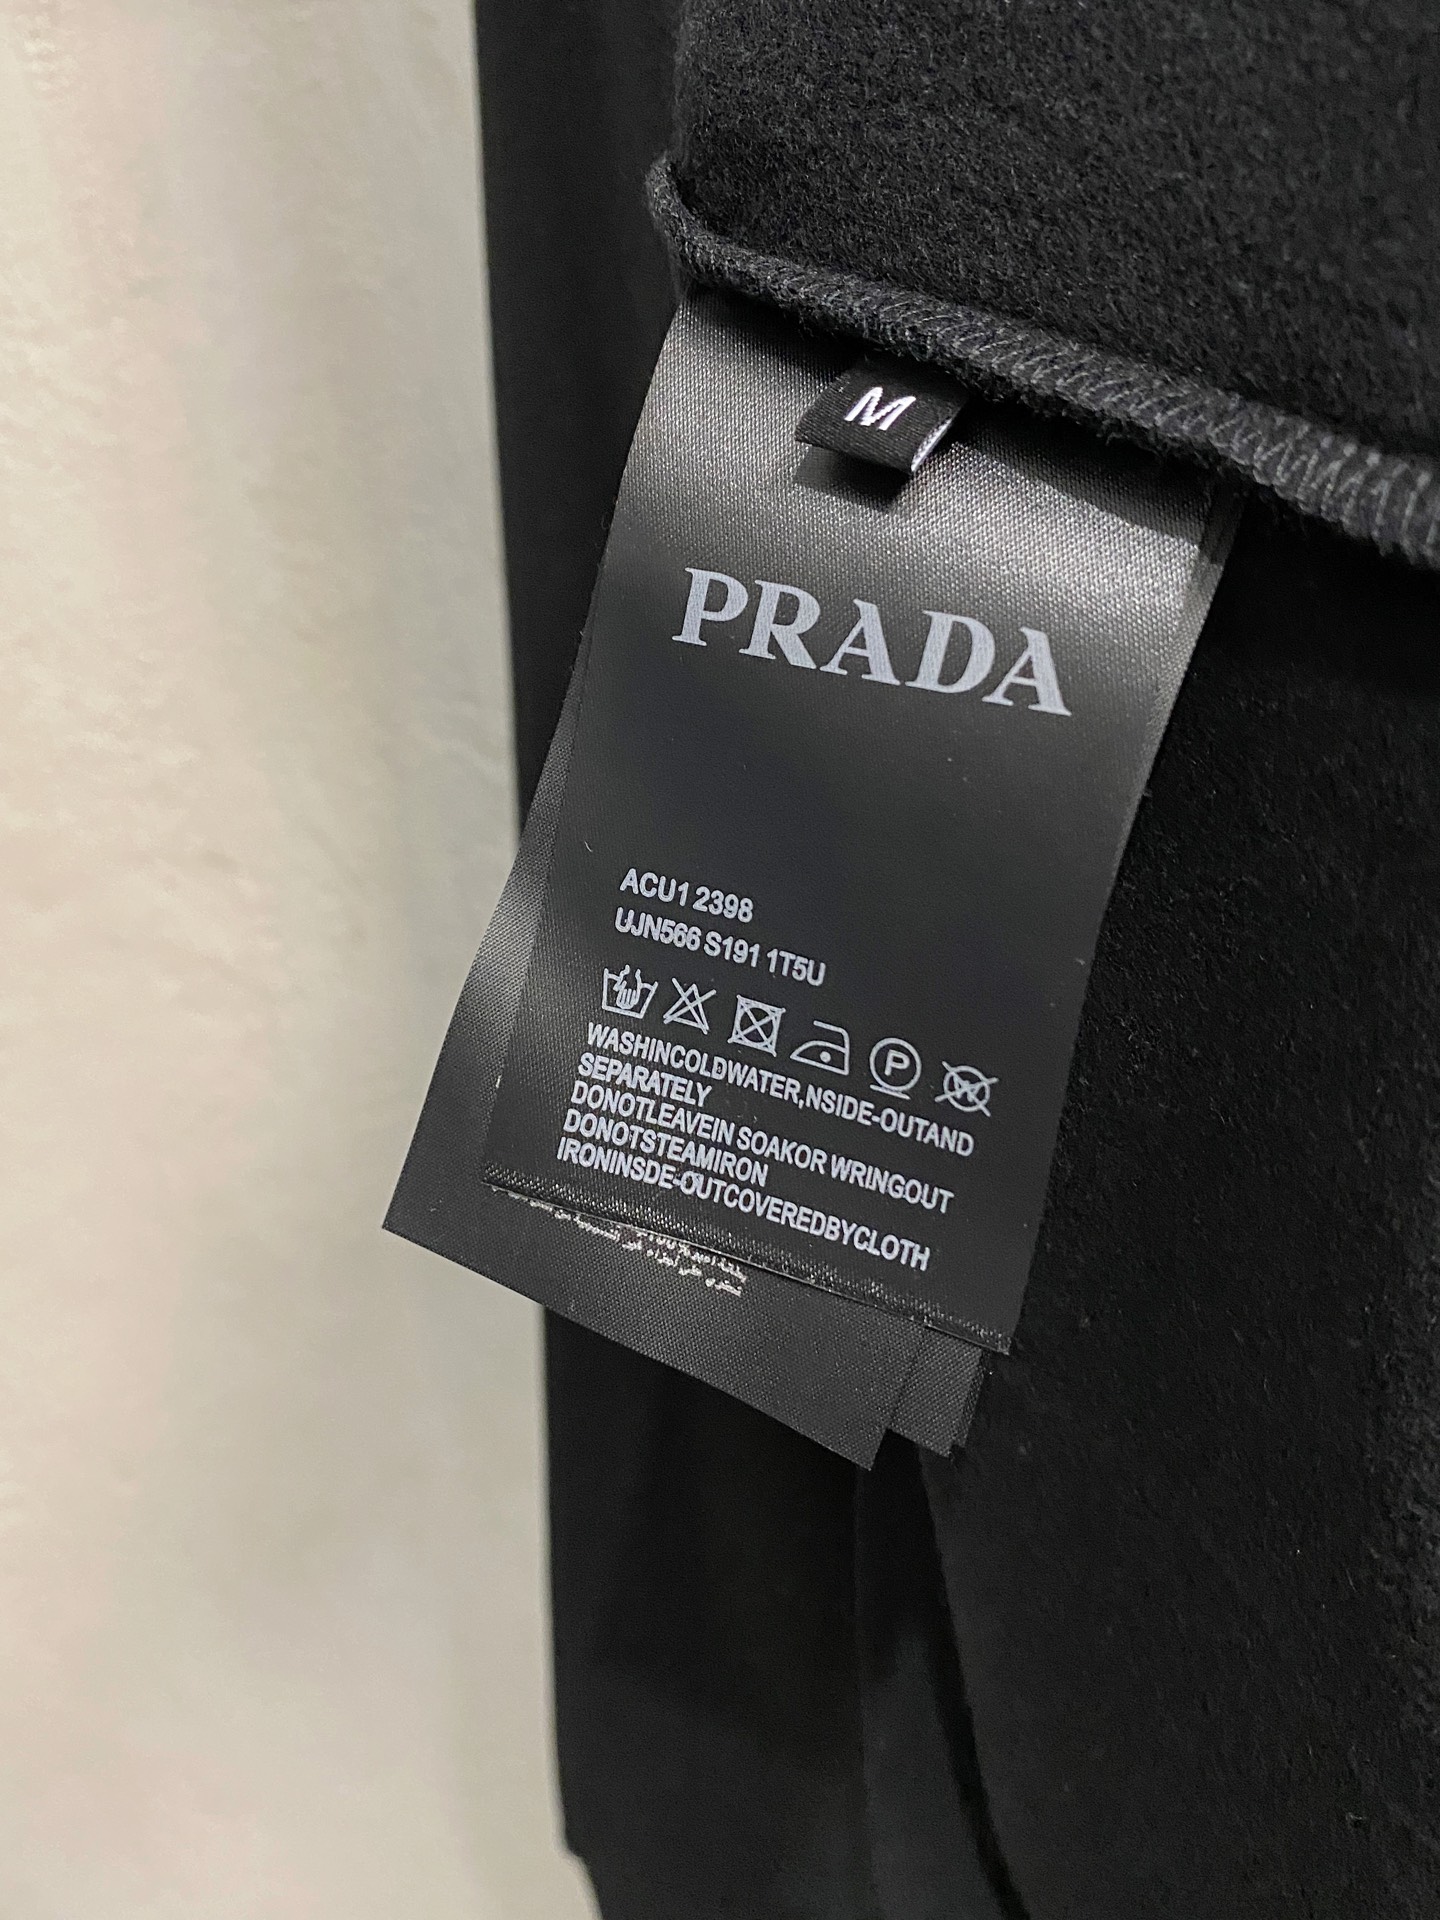 M
PRADA
ACU1 2398
UJN566 S191 1T5U
P
W
WASHINCOLDWATER,NSIDE-OUTAND
SEPARATELY
DONOTLEAVEIN SOAKOR WRINGOUT
DONOTSTEAMIRON
IRONINSDE-OUTCOVEREDBYCLOTH